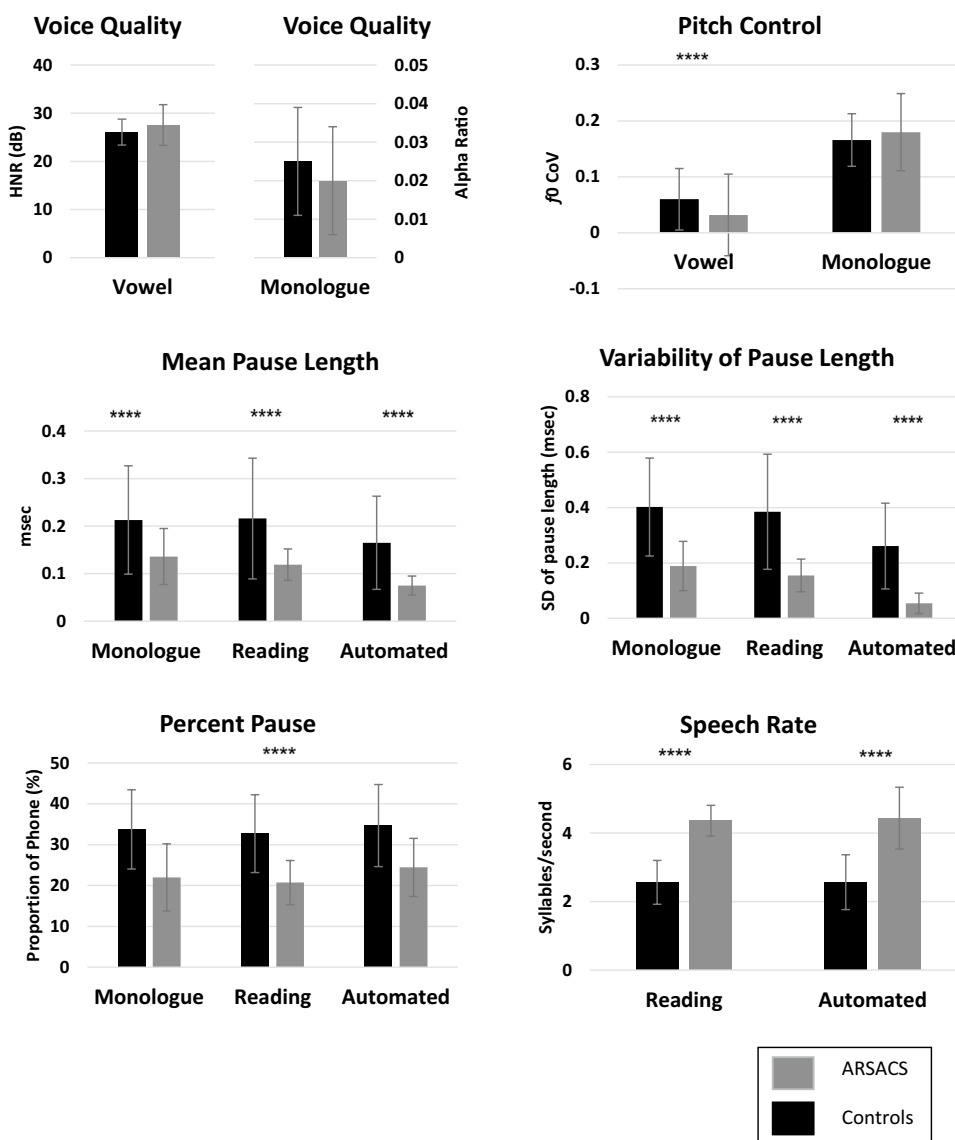 Voice Quality
HNR (dB)
40
30
20
10
0
Vowel
Voice Quality
0.05
0.04
0.03
0.02
0.01
0
Alpha Ratio
Monologue
Pitch Control
****
f0 CoV
0.3
0.2
0.1
0
-0.1
Vowel Monologue
Mean Pause Length
**** **** ****
msec
0.4
0.3
0.2
0.1
0
Monologue Reading Automated
Variability of Pause Length
SD of pause length (msec)
0.8
**** **** ****
0.6
0.4
0.2
0
Monologue Reading Automated
Percent Pause
****
Proportion of Phone (%)
50
40
30
20
10
0
Monologue Reading Automated
Speech Rate
**** ****
Syllables/second
6
4
2
0
Reading Automated
ARSACS
Controls